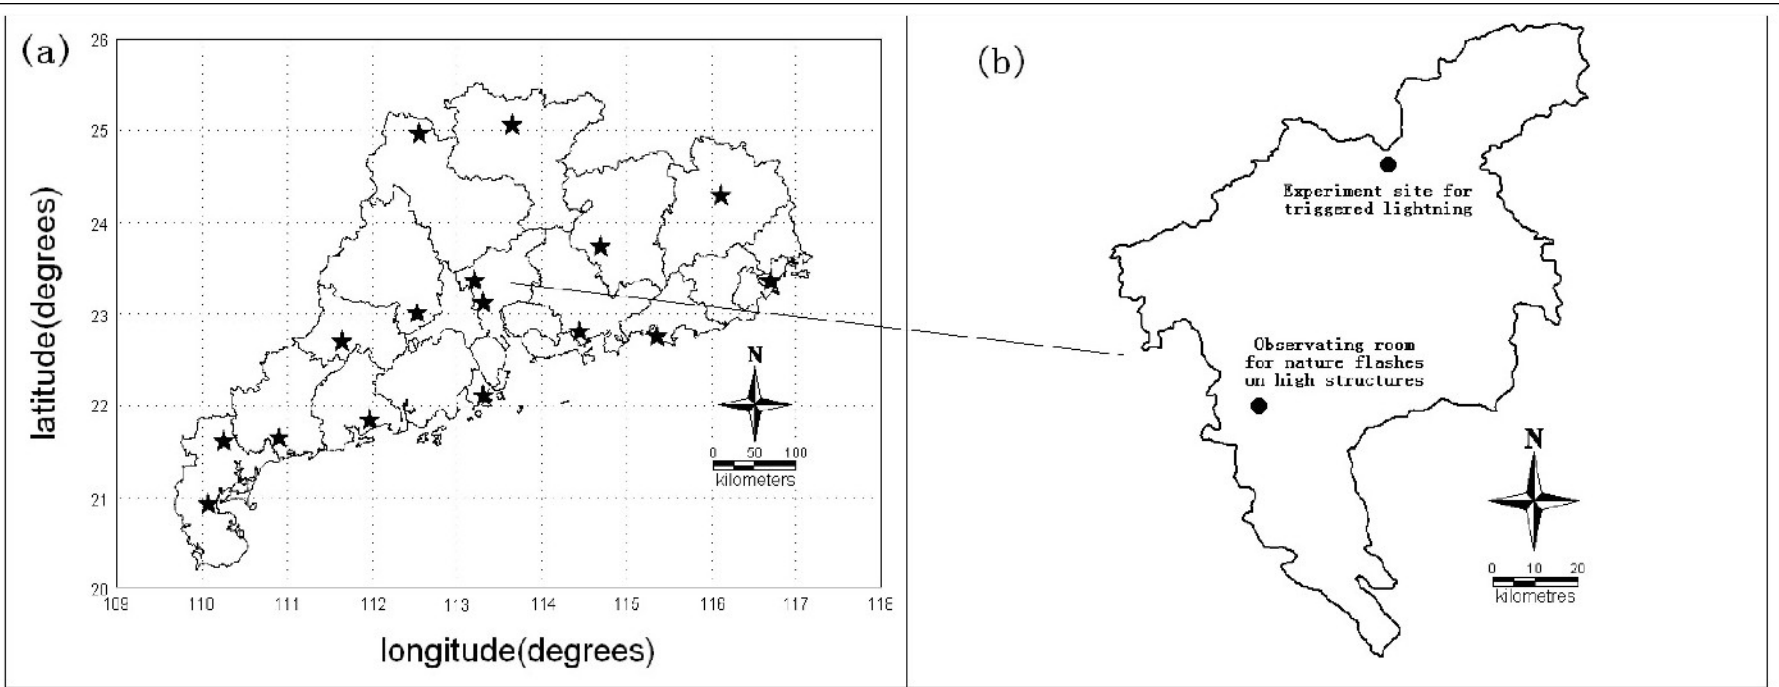 (a)
26
25
24
23
22
21
20
109 110 111 112 113 114 115 116 117 118
latitude(degrees)
longitude(degrees)
N
0 50 100
kilometers
(b)
Experiment site for
triggered lightning
Observating room
for nature flashes
on high structures
N
0 10 20
kilometres